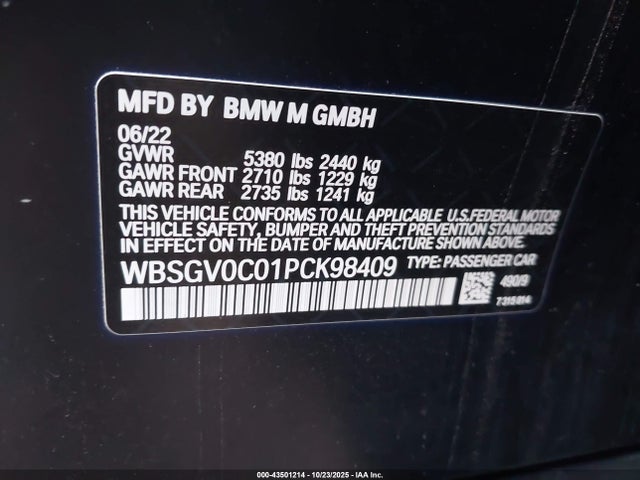 MFD BY BMW M GMBH
06/22
GVWR 5380 lbs 2440 kg
GAWR FRONT 2710 lbs 1229 kg
GAWR REAR 2735 lbs 1241 kg
THIS VEHICLE CONFORMS TO ALL APPLICABLE U.S.FEDERAL MOTOR
VEHICLE SAFETY, BUMPER AND THEFT PREVENTION STANDARDS
IN EFFECT ON THE DATE OF MANUFACTURE SHOWN ABOVE.
WBSGV0C01PCK98409 TYPE: PASSENGER CAR
490/9
7315014
000-43501214 - 10/23/2025 - IAA Inc.